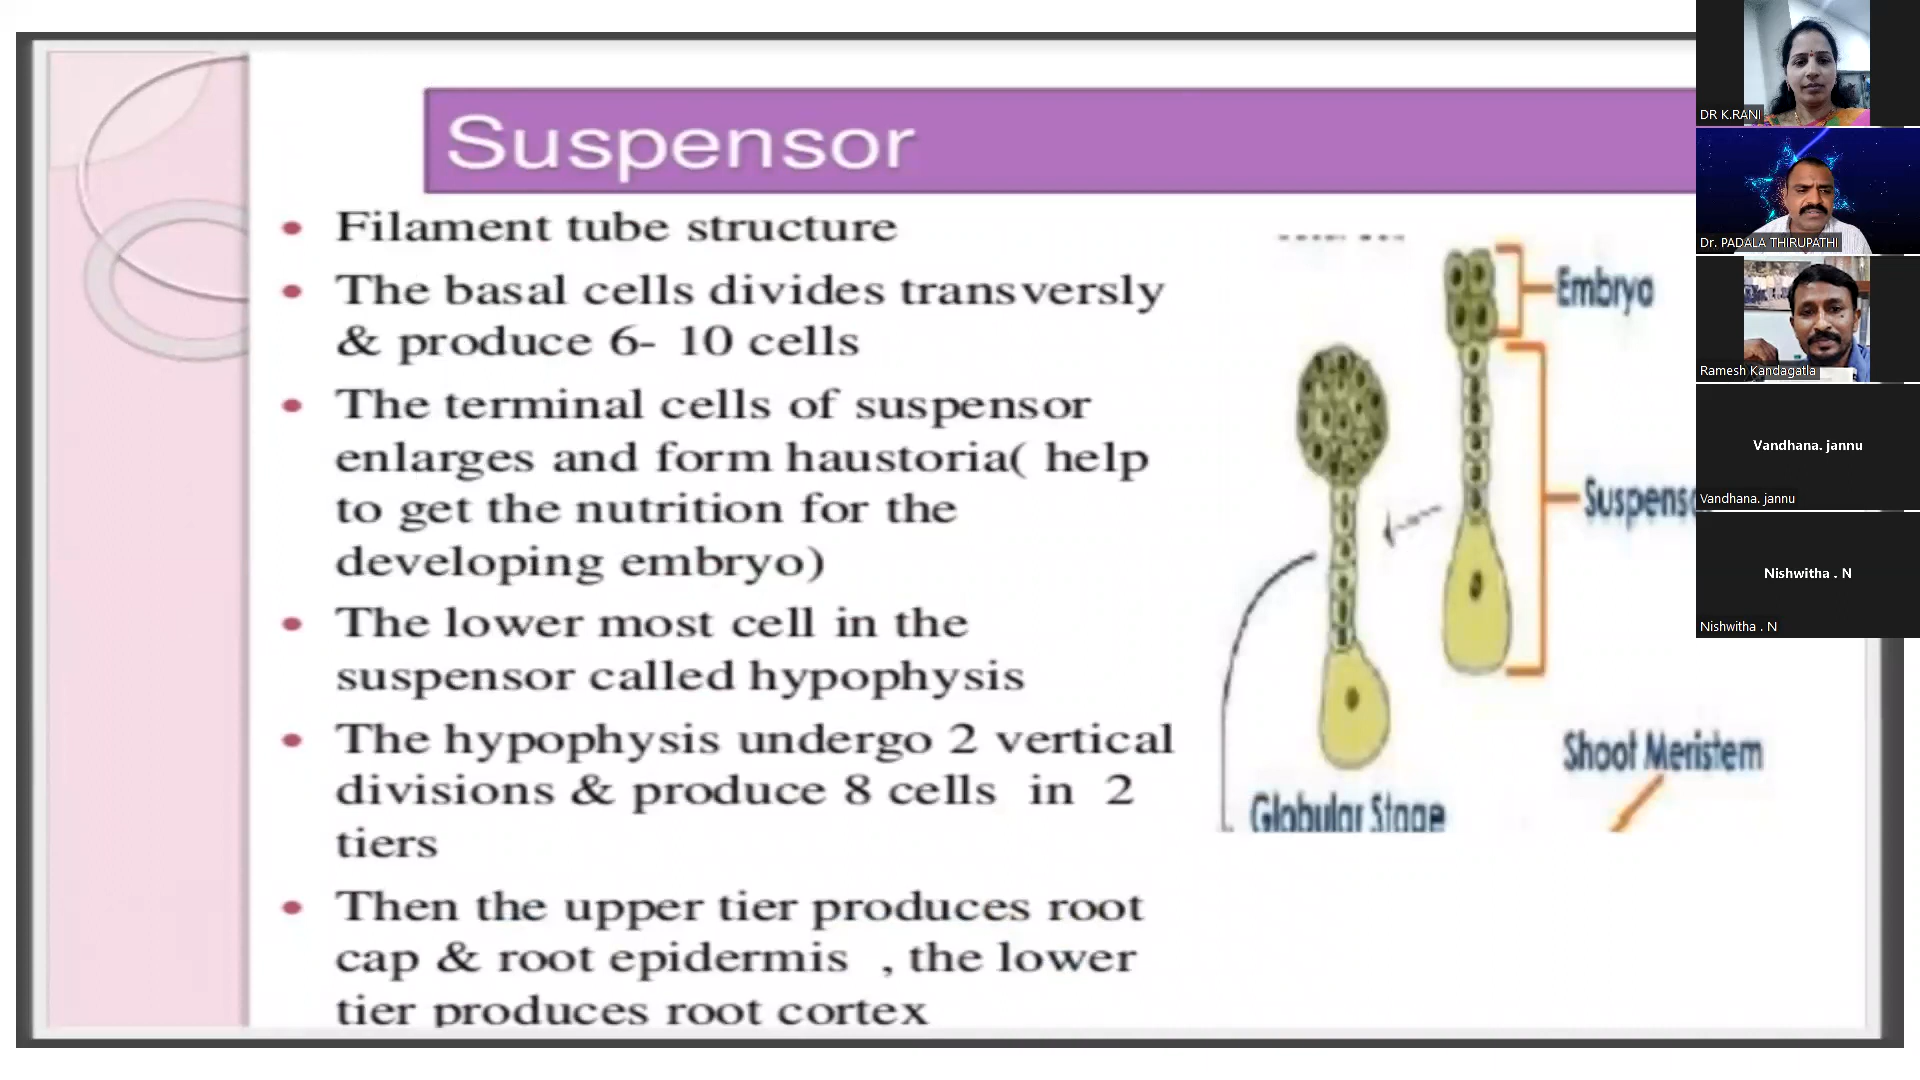 Suspensor
• Filament tube structure
• The basal cells divides transversly
& produce 6- 10 cells
• The terminal cells of suspensor
enlarges and form haustoria( help
to get the nutrition for the
developing embryo)
• The lower most cell in the
suspensor called hypophysis
• The hypophysis undergo 2 vertical
divisions & produce 8 cells in 2
tiers
• Then the upper tier produces root
cap & root epidermis , the lower
tier produces root cortex
Embryo
Shoot Meristem
Globular Stage
DR K.RANI
Dr. PADALA THIRUPATHI
Ramesh Kandagatla
Vandhana. jannu
Vandhana. jannu
Nishwitha . N
Nishwitha . N